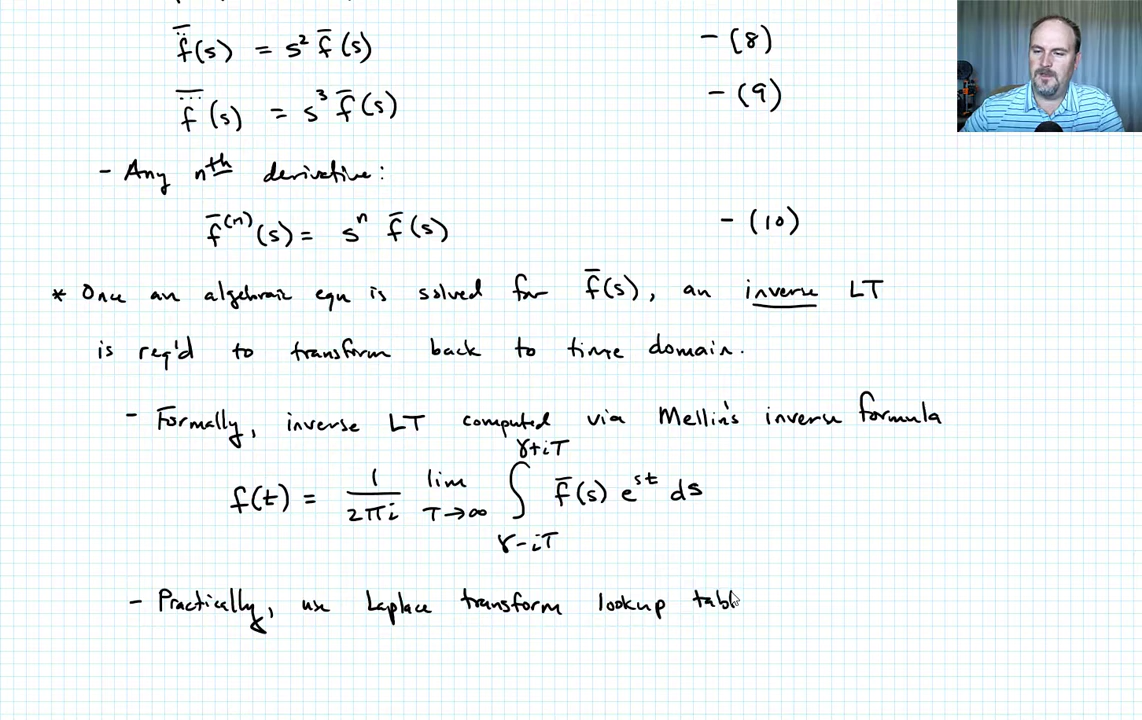 f̈̅(s) = s² f̅(s) - (8)
f⃛̅(s) = s³ f̅(s) - (9)
- Any nth derivative:
f̅⁽ⁿ⁾(s) = sⁿ f̅(s) - (10)
* Once an algebraic equ is solved for f̅(s), an inverse LT
is req'd to transform back to time domain.
- Formally, inverse LT computed via Mellin's inverse formula
f(t) = 1/(2πi) lim T→∞ ∫ γ-iT γ+iT f̅(s) eˢᵗ ds
- Practically, use Laplace transform lookup tabl